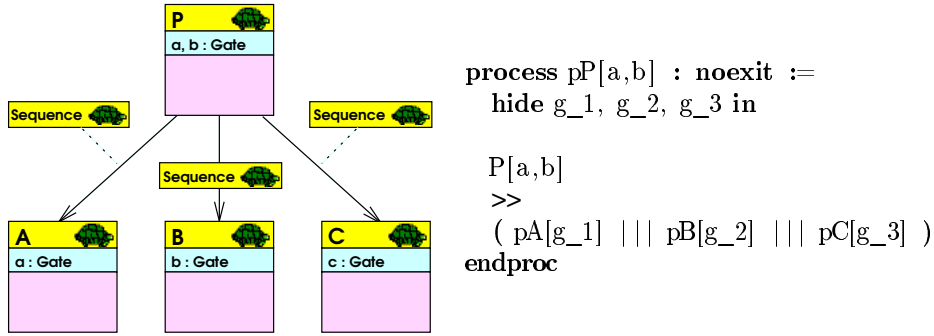 P
a, b : Gate
Sequence
Sequence
Sequence
A
a : Gate
B
b : Gate
C
c : Gate
process pP[a,b] : noexit :=
hide g_1, g_2, g_3 in
P[a,b]
>>
( pA[g_1] ||| pB[g_2] ||| pC[g_3] )
endproc